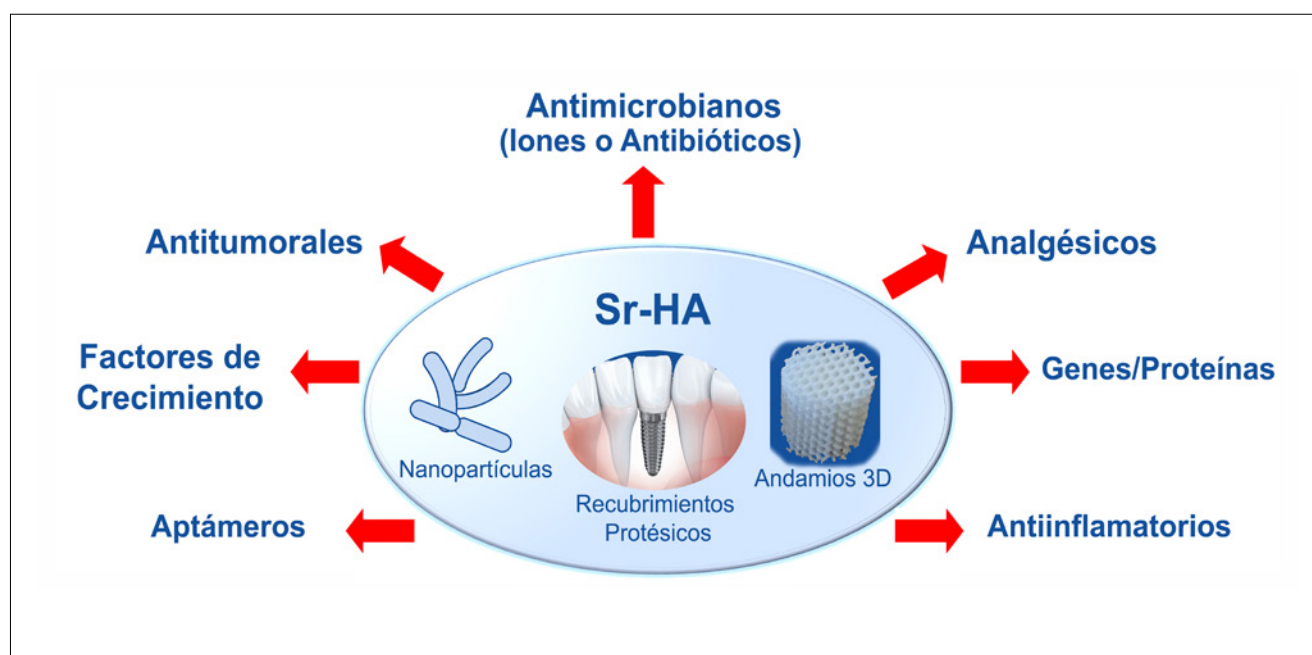 Antimicrobianos
(Iones o Antibióticos)
Antitumorales
Analgésicos
Sr-HA
Factores de
Crecimiento
Genes/Proteínas
Nanopartículas
Andamios 3D
Recubrimientos
Protésicos
Aptámeros
Antiinflamatorios